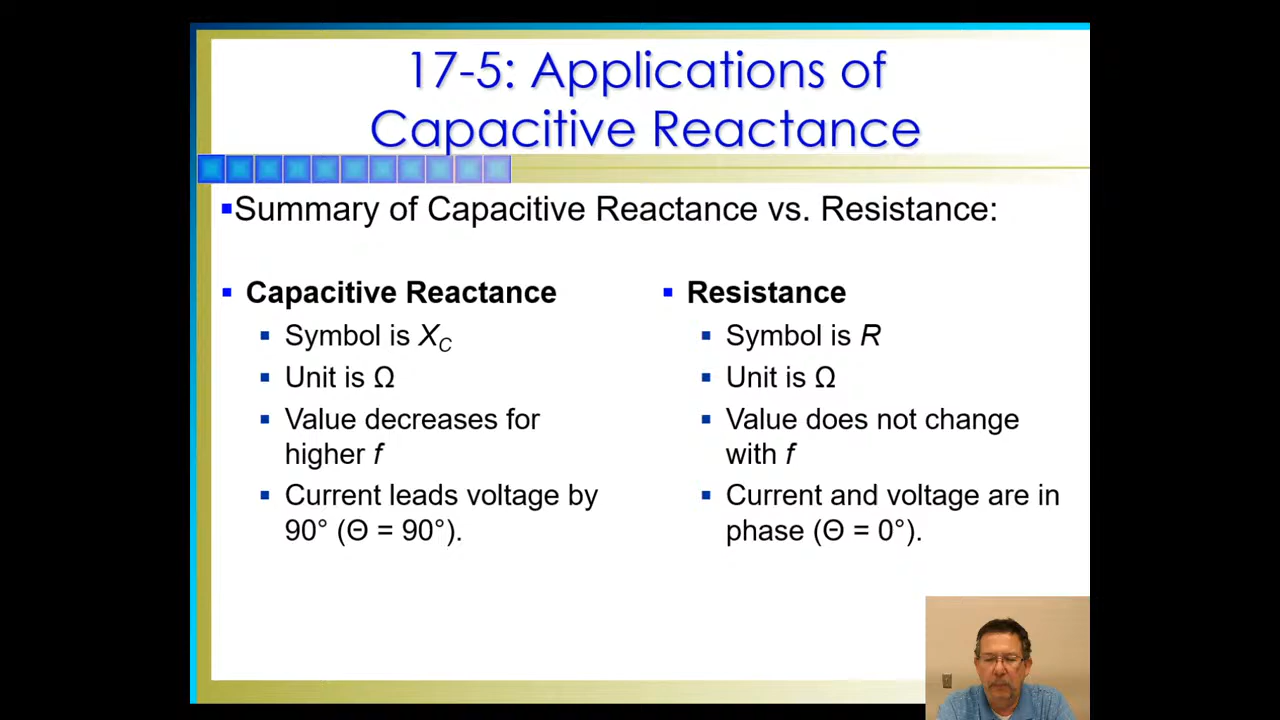 17-5: Applications of
Capacitive Reactance
▪Summary of Capacitive Reactance vs. Resistance:
▪ Capacitive Reactance
▪ Symbol is X_C
▪ Unit is Ω
▪ Value decreases for
higher f
▪ Current leads voltage by
90° (Θ = 90°).
▪ Resistance
▪ Symbol is R
▪ Unit is Ω
▪ Value does not change
with f
▪ Current and voltage are in
phase (Θ = 0°).